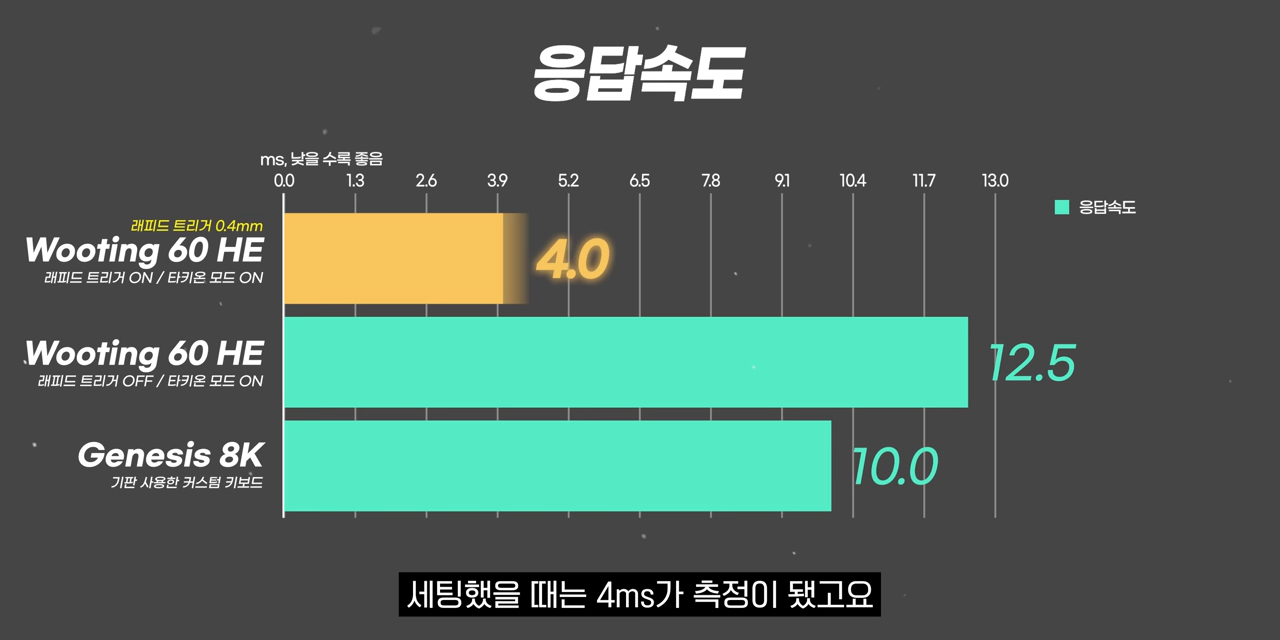 응답속도
ms, 낮을 수록 좋음
0.0 1.3 2.6 3.9 5.2 6.5 7.8 9.1 10.4 11.7 13.0
응답속도
래피드 트리거 0.4mm
Wooting 60 HE
래피드 트리거 ON / 타키온 모드 ON
4.0
Wooting 60 HE
래피드 트리거 OFF / 타키온 모드 ON
12.5
Genesis 8K
기판 사용한 커스텀 키보드
10.0
세팅했을 때는 4ms가 측정이 됐고요